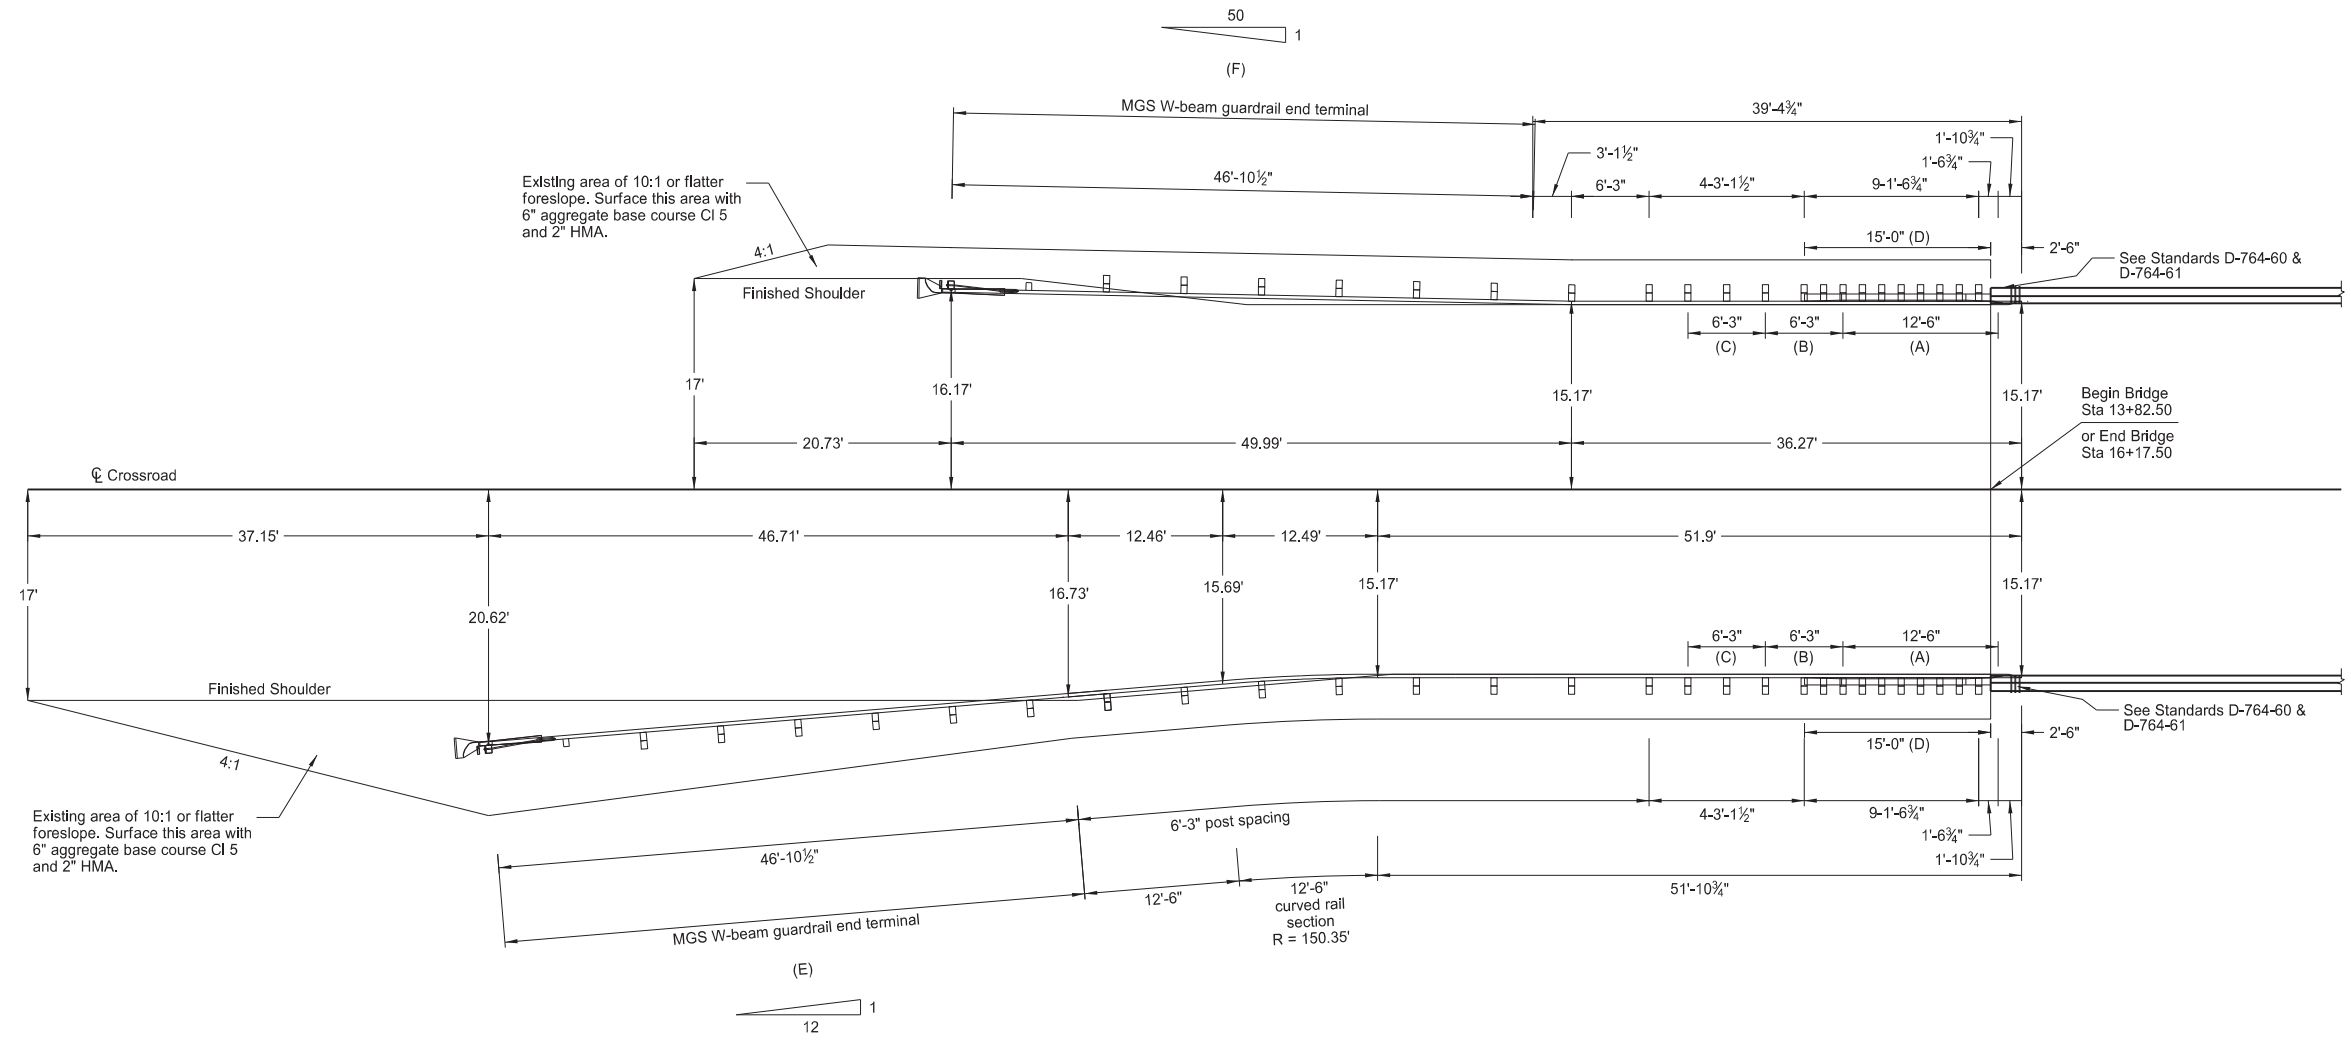 50
1
(F)
MGS W-beam guardrail end terminal
39'-4¾"
1'-10¾"
3'-1½"
1'-6¾"
46'-10½"
6'-3"
4-3'-1½"
9-1'-6¾"
Existing area of 10:1 or flatter
foreslope. Surface this area with
6" aggregate base course Cl 5
and 2" HMA.
4:1
15'-0" (D)
2'-6"
See Standards D-764-60 &
D-764-61
Finished Shoulder
6'-3"
6'-3"
12'-6"
(C)
(B)
(A)
17'
16.17'
15.17'
15.17'
Begin Bridge
Sta 13+82.50
or End Bridge
Sta 16+17.50
20.73'
49.99'
36.27'
℄ Crossroad
37.15'
46.71'
12.46'
12.49'
51.9'
17'
20.62'
16.73'
15.69'
15.17'
15.17'
6'-3"
6'-3"
12'-6"
(C)
(B)
(A)
Finished Shoulder
See Standards D-764-60 &
D-764-61
2'-6"
15'-0" (D)
4:1
Existing area of 10:1 or flatter
foreslope. Surface this area with
6" aggregate base course Cl 5
and 2" HMA.
6'-3" post spacing
4-3'-1½"
9-1'-6¾"
1'-6¾"
1'-10¾"
46'-10½"
12'-6"
12'-6"
curved rail
section
R = 150.35'
51'-10¾"
MGS W-beam guardrail end terminal
(E)
1
12